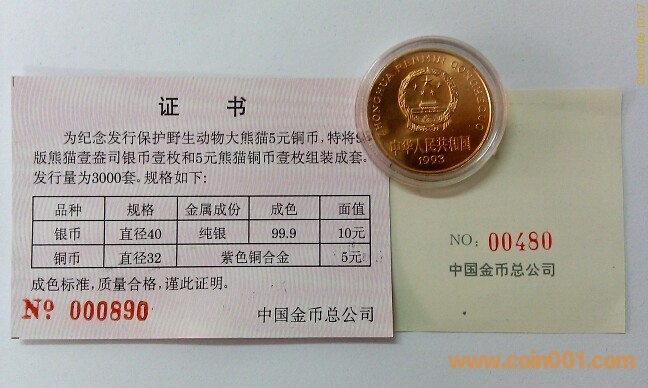 证 书
为纪念发行保护野生动物大熊猫5元铜币，特将9
版熊猫壹盎司银币壹枚和5元熊猫铜币壹枚组装成套。
发行量为3000套。规格如下：
品种 规格 金属成份 成色 面值
银币 直径40 纯银 99.9 10元
铜币 直径32 紫色铜合金 5元
成色标准，质量合格，谨此证明。
Nº 000890 中国金币总公司
ZHONGHUA RENMIN GONGHEGUO
中华人民共和国
1993
NO: 00480
中国金币总公司
www.coin001.com